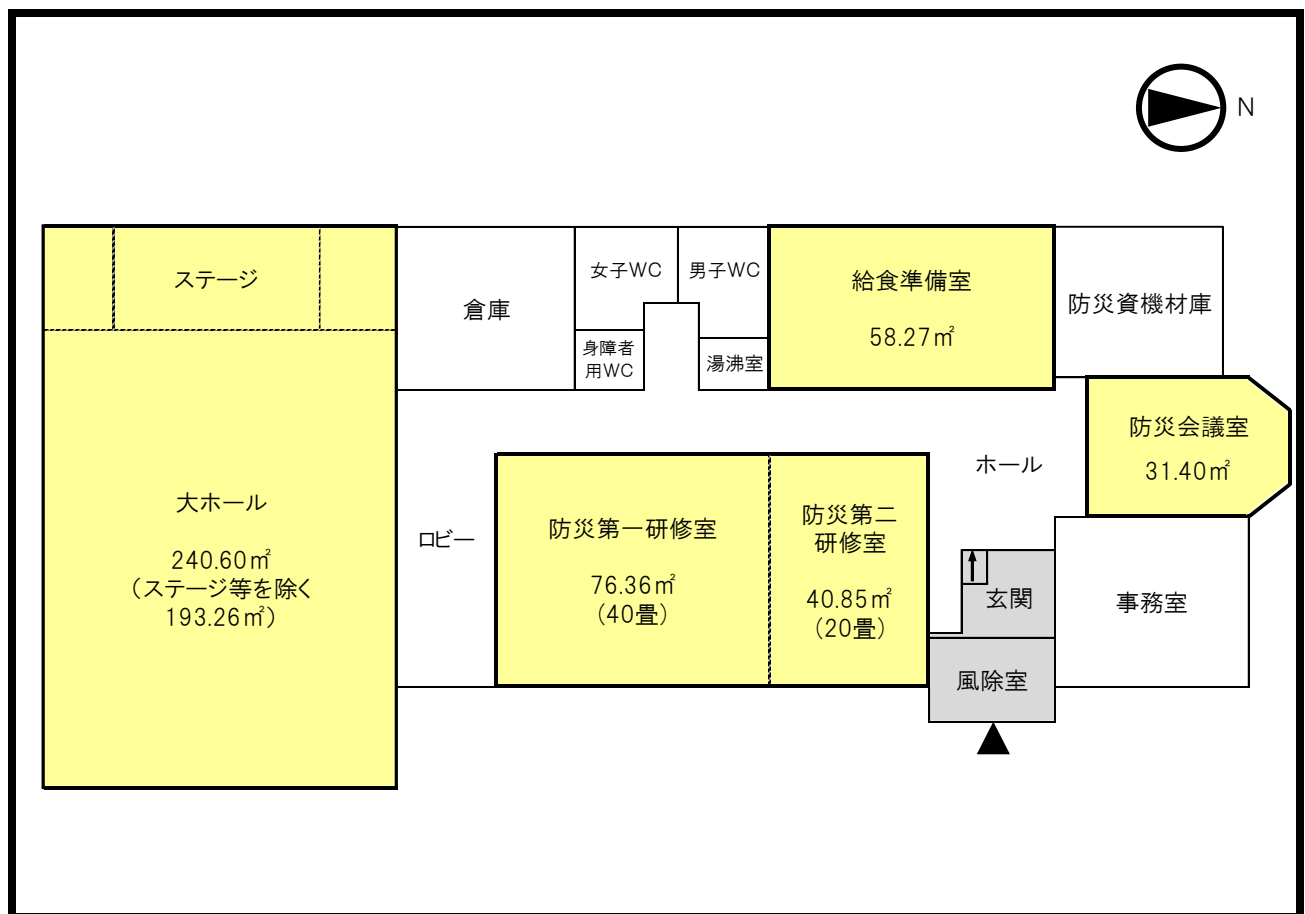 N
ステージ
倉庫
女子WC
男子WC
身障者
用WC
湯沸室
給食準備室
58.27㎡
防災資機材庫
防災会議室
31.40㎡
ホール
大ホール
240.60㎡
（ステージ等を除く
193.26㎡）
ロビー
防災第一研修室
76.36㎡
（40畳）
防災第二
研修室
40.85㎡
（20畳）
玄関
事務室
風除室